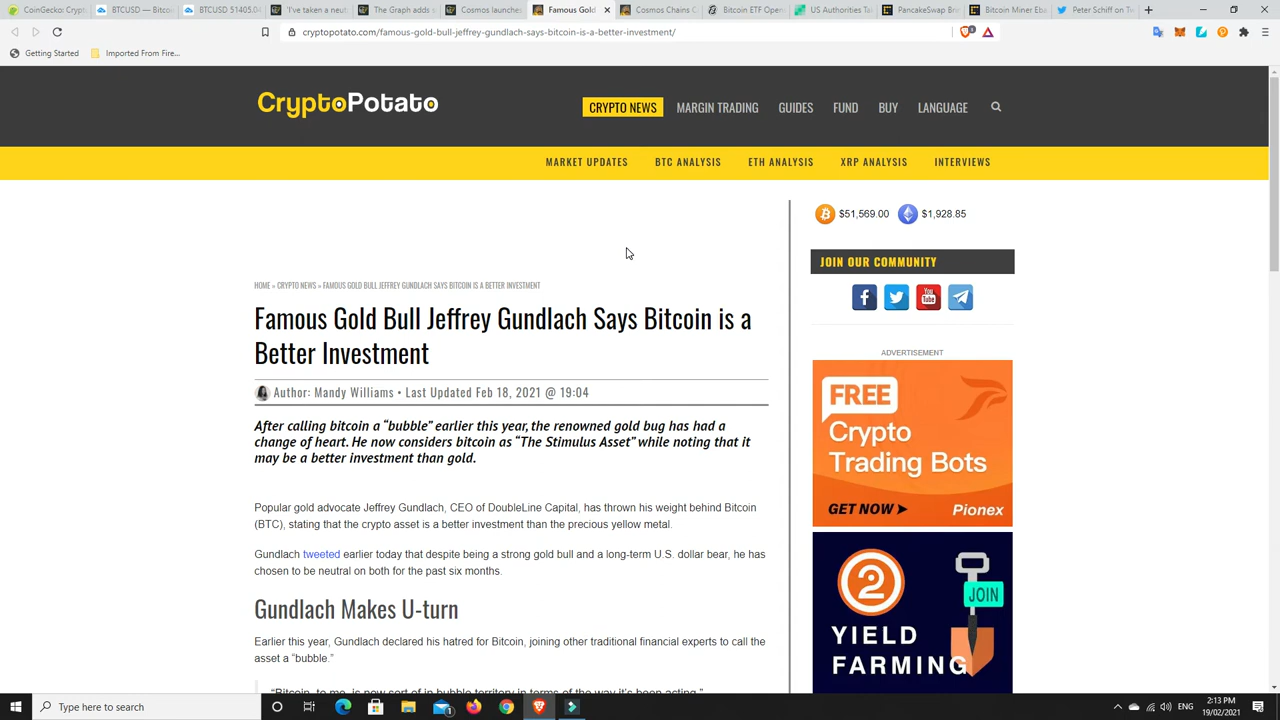 CoinGecko: Crypt
BTCUSD — Bitcoi
BTCUSD 51405.04
'I've taken a neut
The Graph adds s
Cosmos launches
Famous Gold
Cosmos Chains C
Bitcoin ETF Open
US Authorities Tal
PancakeSwap Brin
Bitcoin Miner Eba
Peter Schiff on Tw
cryptopotato.com/famous-gold-bull-jeffrey-gundlach-says-bitcoin-is-a-better-investment/
Getting Started
Imported From Fire...
CryptoPotato
CRYPTO NEWS
MARGIN TRADING
GUIDES
FUND
BUY
LANGUAGE
MARKET UPDATES
BTC ANALYSIS
ETH ANALYSIS
XRP ANALYSIS
INTERVIEWS
$51,569.00
$1,928.85
JOIN OUR COMMUNITY
You Tube
HOME » CRYPTO NEWS » FAMOUS GOLD BULL JEFFREY GUNDLACH SAYS BITCOIN IS A BETTER INVESTMENT
Famous Gold Bull Jeffrey Gundlach Says Bitcoin is a
Better Investment
Author: Mandy Williams • Last Updated Feb 18, 2021 @ 19:04
After calling bitcoin a “bubble” earlier this year, the renowned gold bug has had a
change of heart. He now considers bitcoin as “The Stimulus Asset” while noting that it
may be a better investment than gold.
Popular gold advocate Jeffrey Gundlach, CEO of DoubleLine Capital, has thrown his weight behind Bitcoin
(BTC), stating that the crypto asset is a better investment than the precious yellow metal.
Gundlach tweeted earlier today that despite being a strong gold bull and a long-term U.S. dollar bear, he has
chosen to be neutral on both for the past six months.
Gundlach Makes U-turn
Earlier this year, Gundlach declared his hatred for Bitcoin, joining other traditional financial experts to call the
asset a “bubble.”
“Bitcoin, to me, is now sort of in bubble territory in terms of the way it's been acting.”
ADVERTISEMENT
FREE
Crypto
Trading Bots
GET NOW
Pionex
2
JOIN
YIELD
FARMING
Type here to search
ENG
2:13 PM
19/02/2021